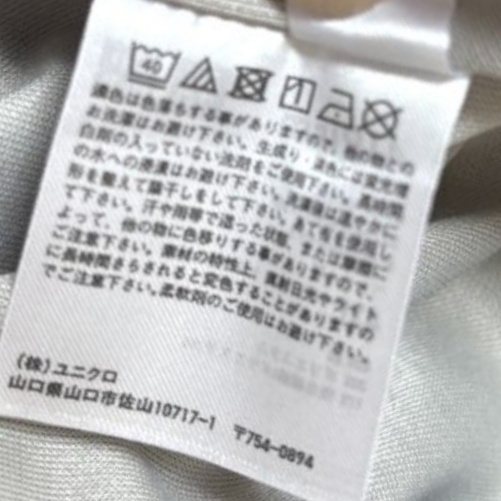 40
濃色は色落ちする事がありますので、他の物との
お洗濯はお避け下さい。生成り・淡色には蛍光増
白剤の入っていない洗剤をご使用下さい。長時間
の水への浸漬はお避け下さい。洗濯後は速やかに
形を整えて陰干しをして下さい。あて布を使用し
て下さい。汗や雨等で湿った状態、または摩擦に
よって、他の物に色移りする事がありますので、
ご注意下さい。素材の特性上、直射日光やライト
に長時間さらされると変色することがありますの
でご注意下さい。柔軟剤のご使用はお避け下さい。
(株)ユニクロ
山口県山口市佐山10717-1 〒754-0894